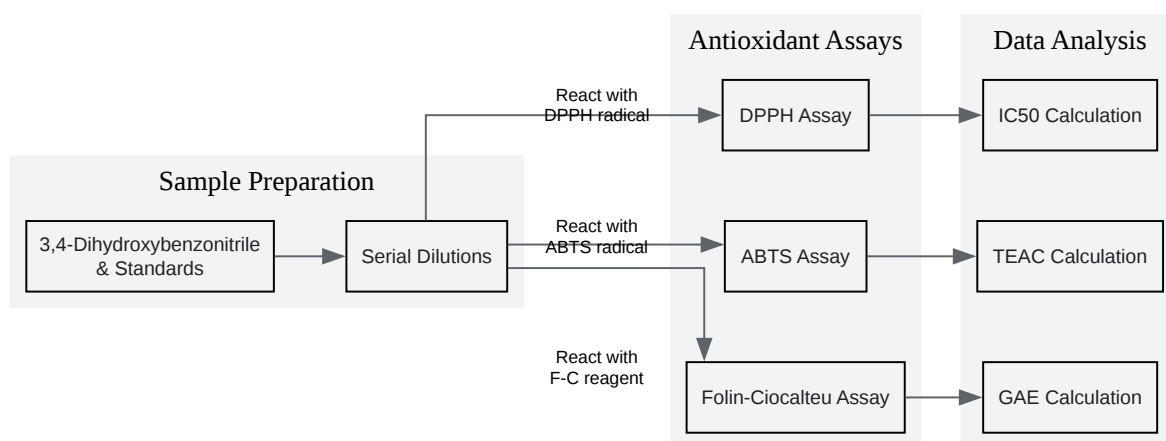 Antioxidant Assays
Data Analysis
React with
DPPH radical
DPPH Assay
IC50 Calculation
Sample Preparation
3,4-Dihydroxybenzonitrile
& Standards
Serial Dilutions
React with
ABTS radical
ABTS Assay
TEAC Calculation
React with
F-C reagent
Folin-Ciocalteu Assay
GAE Calculation